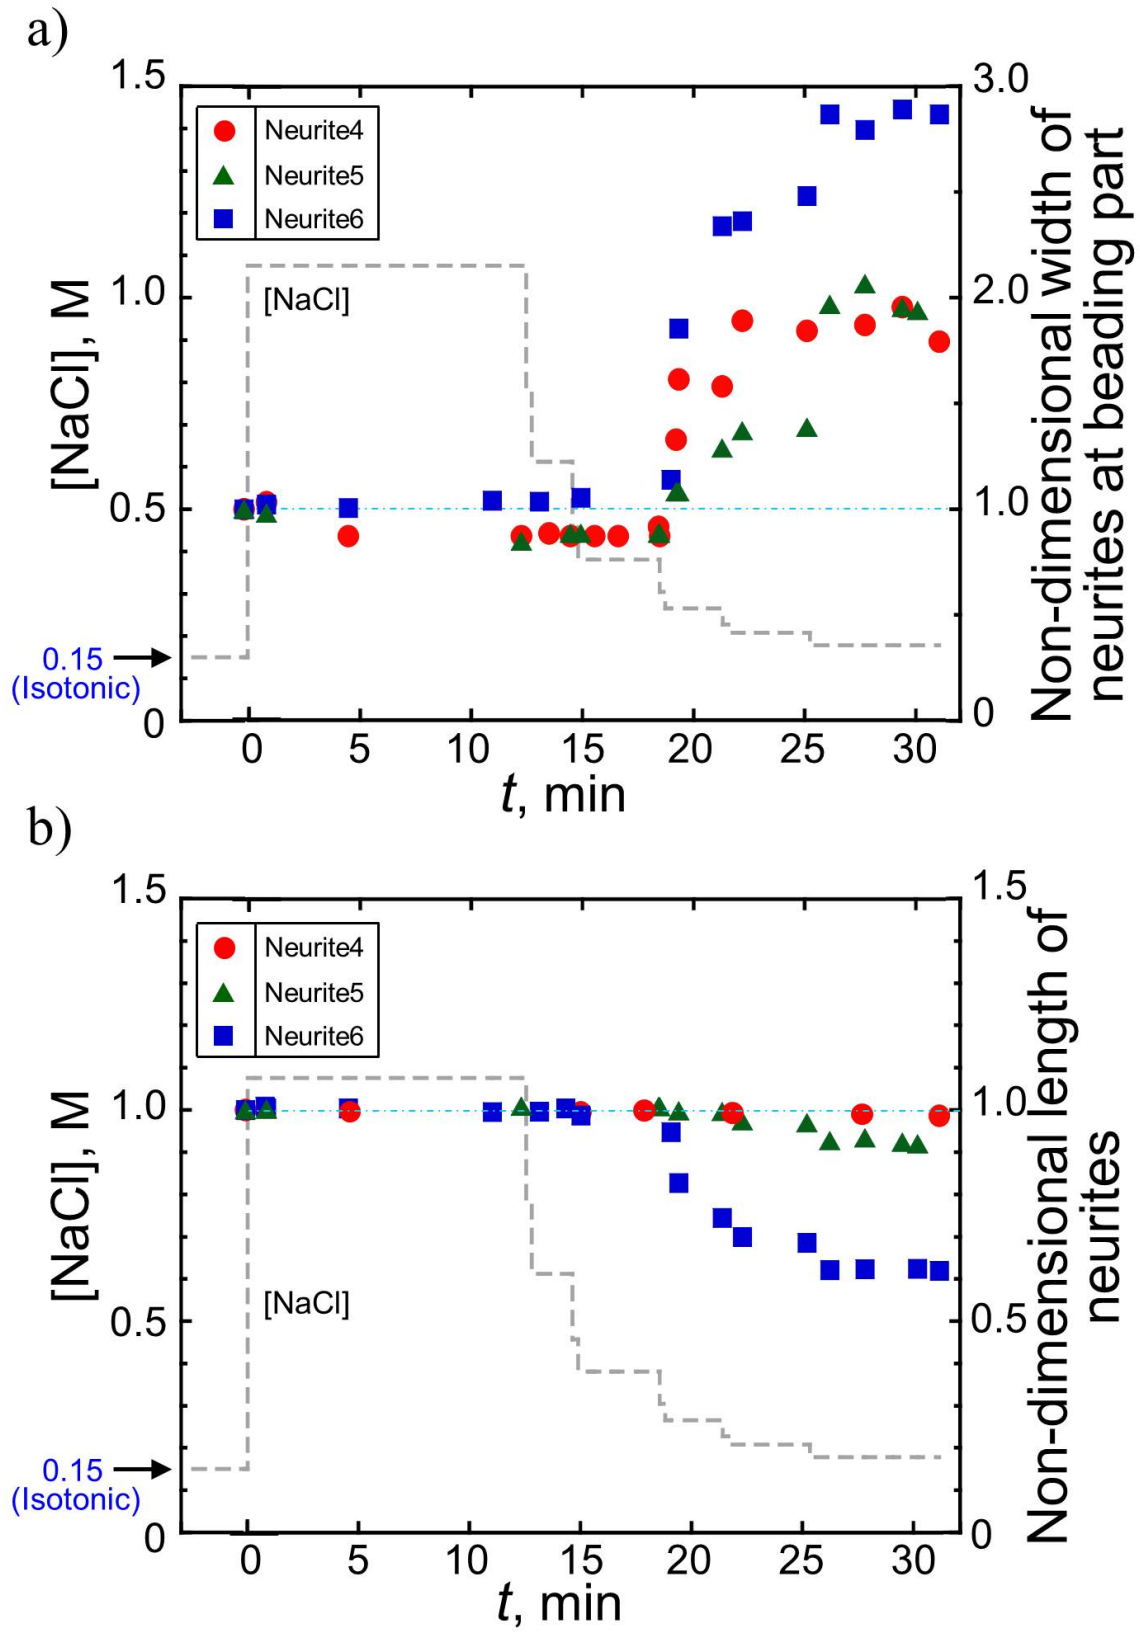 a)
1.5
1.0
0.5
0
[NaCl], M
0.15
(Isotonic)
Neurite4
Neurite5
Neurite6
[NaCl]
3.0
2.0
1.0
0
Non-dimensional width of
neurites at beading part
0 5 10 15 20 25 30
t, min
b)
1.5
1.0
0.5
0
[NaCl], M
0.15
(Isotonic)
Neurite4
Neurite5
Neurite6
[NaCl]
1.5
1.0
0.5
0
Non-dimensional length of
neurites
0 5 10 15 20 25 30
t, min